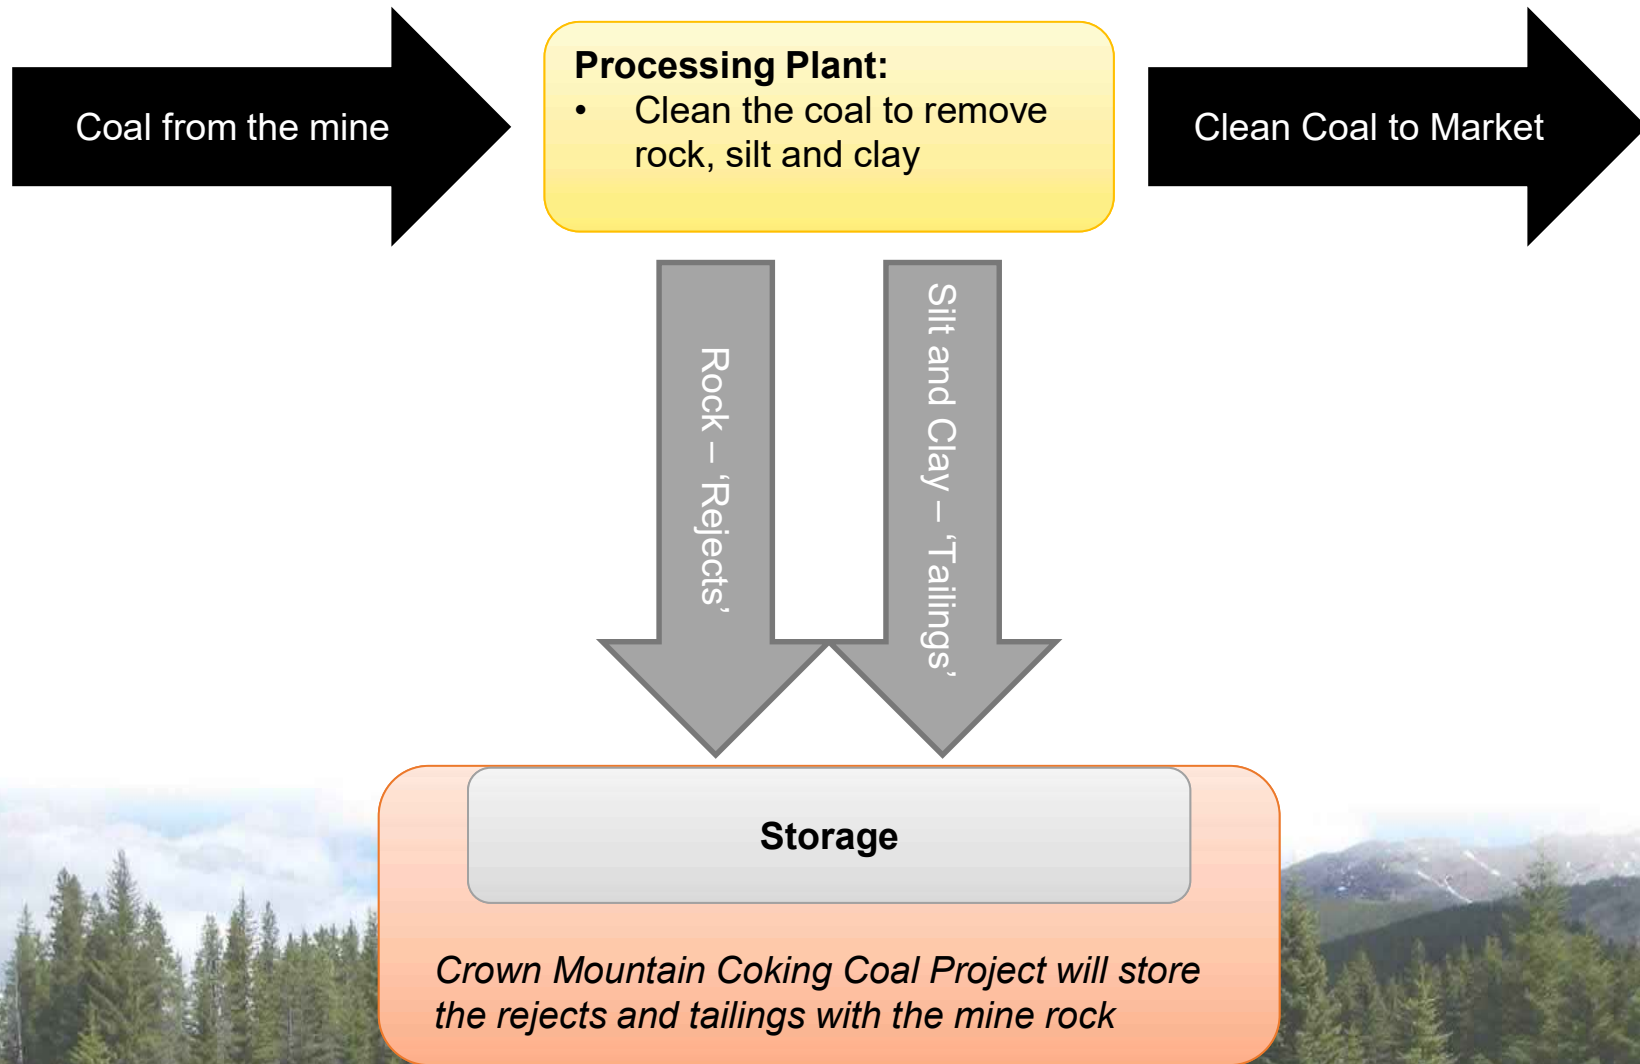 Coal from the mine
Processing Plant:
• Clean the coal to remove
rock, silt and clay
Clean Coal to Market
Rock – ‘Rejects’
Silt and Clay – ‘Tailings’
Storage
Crown Mountain Coking Coal Project will store
the rejects and tailings with the mine rock